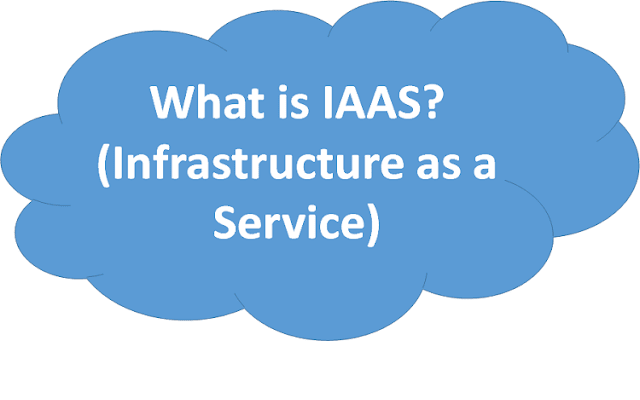 What is IAAS?
(Infrastructure as a
Service)